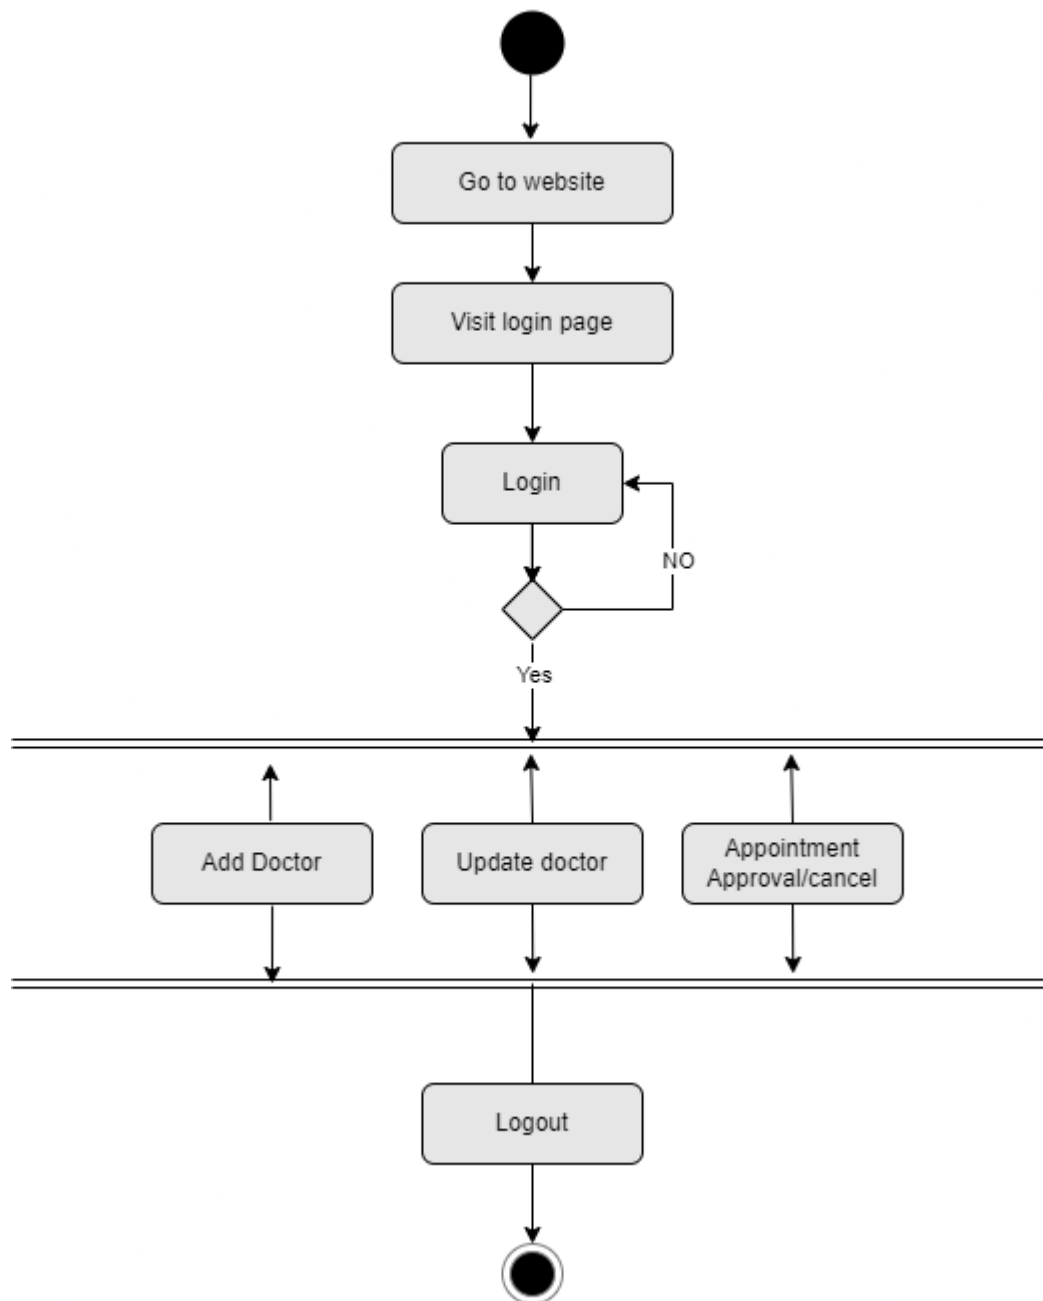 Go to website
Visit login page
Login
NO
Yes
Add Doctor
Update doctor
Appointment
Approval/cancel
Logout